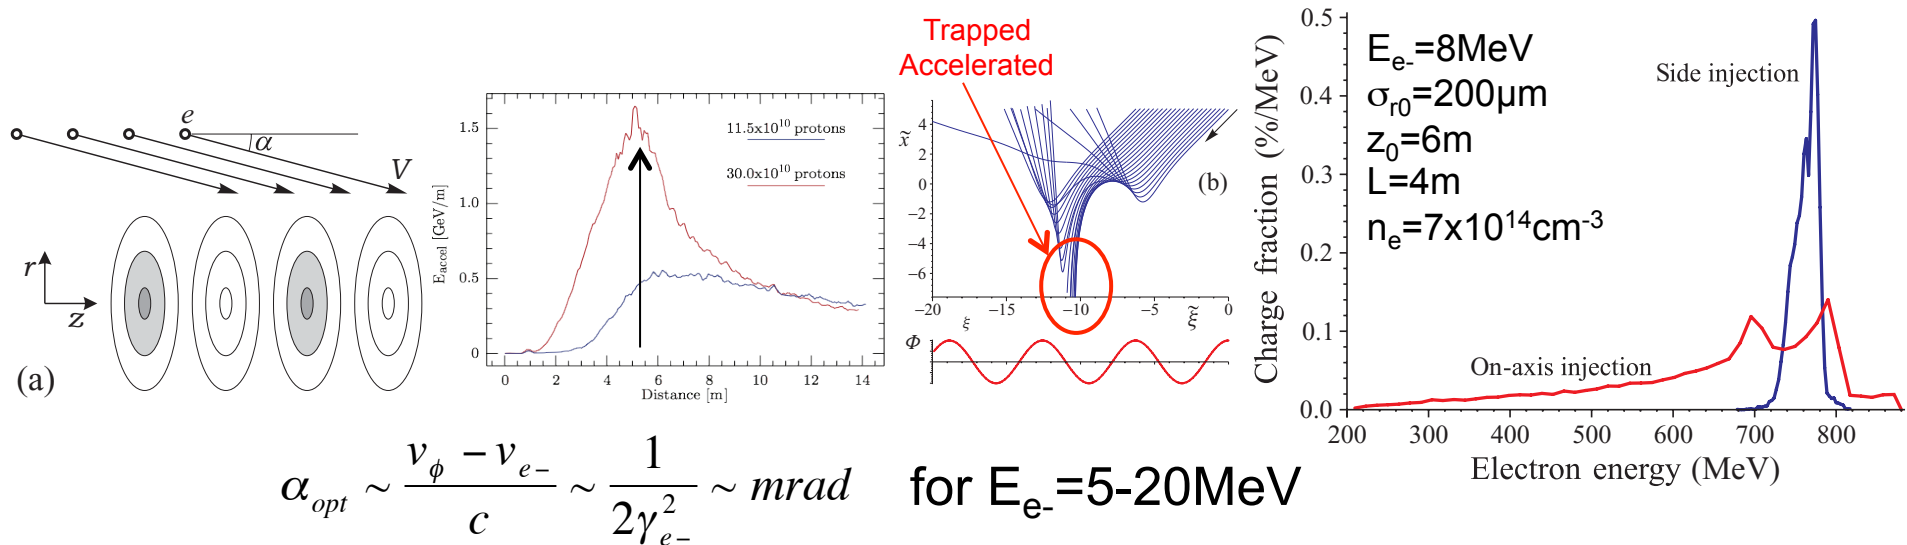 e
α
V
r
z
(a)
E_accel [GeV/m]
1.5
1.0
0.5
0
11.5x10^10 protons
30.0x10^10 protons
0 2 4 6 8 10 12 14
Distance [m]
Trapped
Accelerated
x̃
4
2
0
−2
−4
−6
(b)
−20 −15 −10 −5 0
ξ ξ̃
Φ
Charge fraction (%/MeV)
0.5
0.4
0.3
0.2
0.1
0.0
E_e-=8MeV
σ_r0=200µm
z_0=6m
L=4m
n_e=7x10^14cm^-3
Side injection
On-axis injection
200 300 400 500 600 700 800
Electron energy (MeV)
α_opt ~ (v_ϕ − v_e−)/c ~ 1/(2γ_e−^2) ~ mrad for E_e-=5-20MeV